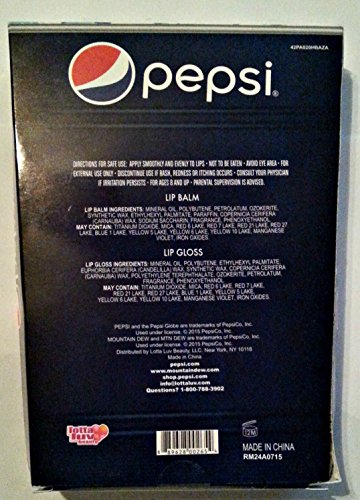 42PA020HBAZA
pepsi®
DIRECTIONS FOR SAFE USE: APPLY SMOOTHLY AND EVENLY TO LIPS • NOT TO BE EATEN • AVOID EYE AREA • FOR
EXTERNAL USE ONLY • DISCONTINUE USE IF RASH, REDNESS OR ITCHING OCCURS • CONSULT YOUR PHYSICIAN
IF IRRITATION PERSISTS • FOR AGES 8 AND UP • PARENTAL SUPERVISION IS ADVISED.
LIP BALM
LIP BALM INGREDIENTS: MINERAL OIL, POLYBUTENE, PETROLATUM, OZOKERITE,
SYNTHETIC WAX, ETHYLHEXYL PALMITATE, PARAFFIN, COPERNICIA CERIFERA
(CARNAUBA) WAX, SODIUM SACCHARIN, FRAGRANCE, PHENOXYETHANOL.
MAY CONTAIN: TITANIUM DIOXIDE, MICA, RED 6 LAKE, RED 7 LAKE, RED 21 LAKE, RED 27
LAKE, BLUE 1 LAKE, YELLOW 5 LAKE, YELLOW 6 LAKE, YELLOW 10 LAKE, MANGANESE
VIOLET, IRON OXIDES.
LIP GLOSS
LIP GLOSS INGREDIENTS: MINERAL OIL, POLYBUTENE, ETHYLHEXYL PALMITATE,
EUPHORBIA CERIFERA (CANDELILLA) WAX, SYNTHETIC WAX, COPERNICIA CERIFERA
(CARNAUBA) WAX, POLYETHYLENE TEREPHTHALATE, OZOKERITE, PETROLATUM,
FRAGRANCE, PHENOXYETHANOL.
MAY CONTAIN: TITANIUM DIOXIDE, MICA, RED 6 LAKE, RED 7 LAKE,
RED 21 LAKE, RED 27 LAKE, BLUE 1 LAKE, YELLOW 5 LAKE,
YELLOW 6 LAKE, YELLOW 10 LAKE, MANGANESE VIOLET, IRON OXIDES.
PEPSI and the Pepsi Globe are trademarks of PepsiCo, Inc.
Used under license. © 2015 PepsiCo, Inc.
MOUNTAIN DEW and MTN DEW are trademarks of PepsiCo, Inc.
Used under license. © 2015 PepsiCo, Inc.
Distributed by Lotta Luv Beauty, LLC. New York, NY 10118
Made in China
www.mountaindew.com
shop.pepsi.com
info@lottaluv.com
Questions? 1-800-788-3902
lotta
luv
beauty
12M
MADE IN CHINA
RM24A0715